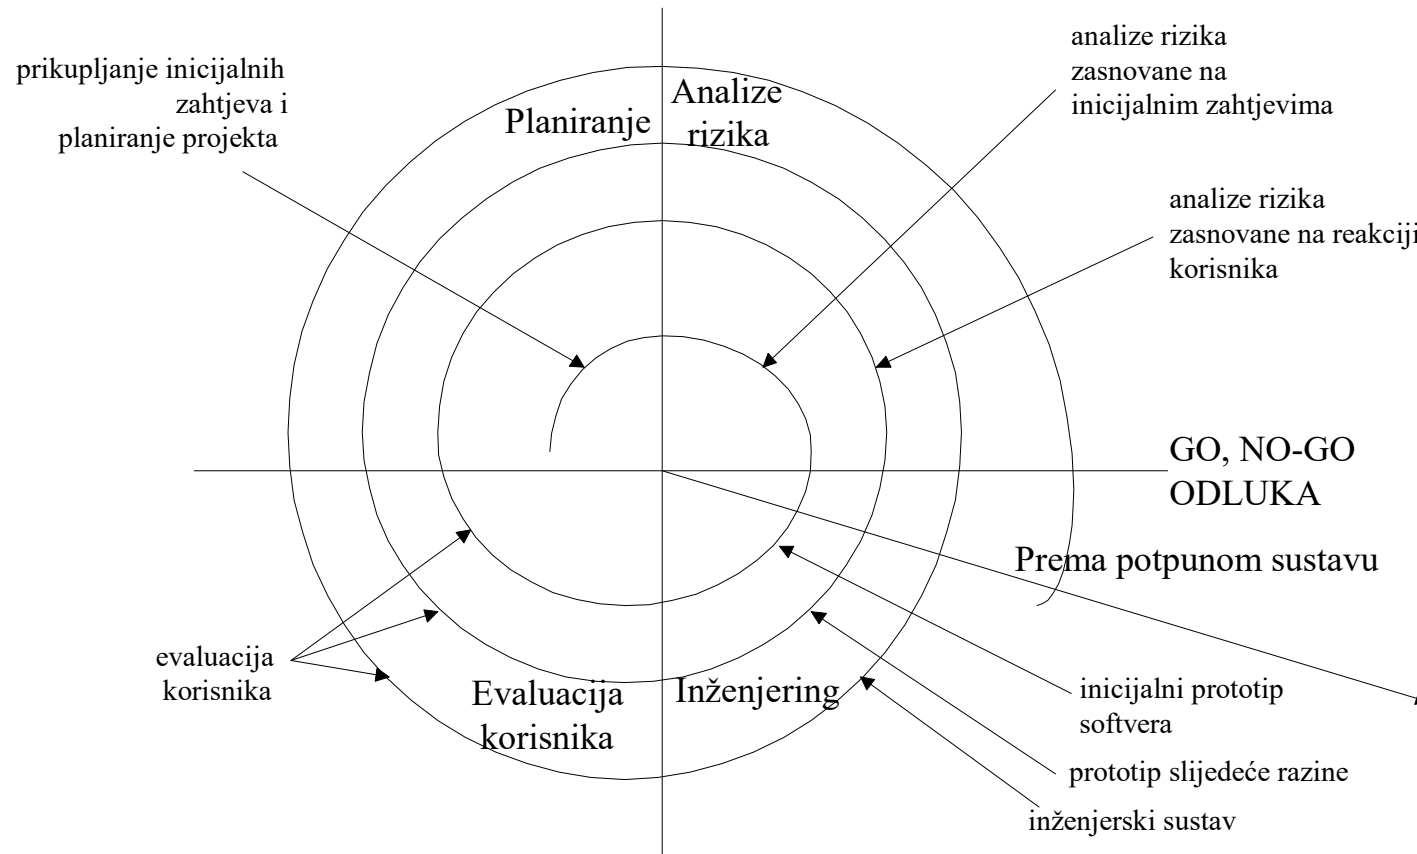 prikupljanje inicijalnih
zahtjeva i
planiranje projekta
Planiranje
Analize
rizika
analize rizika
zasnovane na
inicijalnim zahtjevima
analize rizika
zasnovane na reakciji
korisnika
GO, NO-GO
ODLUKA
Prema potpunom sustavu
evaluacija
korisnika
Evaluacija
korisnika
Inženjering
inicijalni prototip
softvera
prototip slijedeće razine
inženjerski sustav